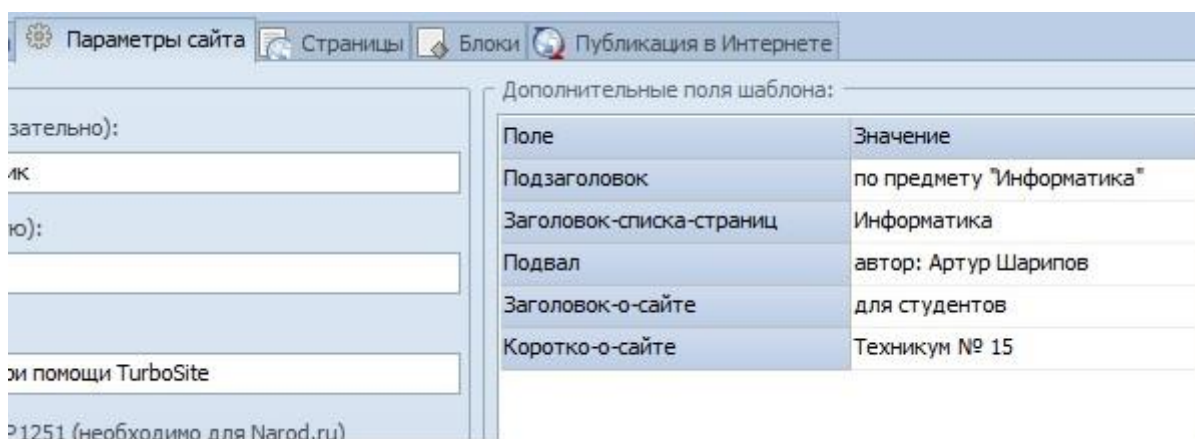 Параметры сайта Страницы Блоки Публикация в Интернете
зательно):
ик
ю):
ри помощи TurboSite
P1251 (необходимо для Narod.ru)
Дополнительные поля шаблона:
Поле Значение
Подзаголовок по предмету "Информатика"
Заголовок-списка-страниц Информатика
Подвал автор: Артур Шарипов
Заголовок-о-сайте для студентов
Коротко-о-сайте Техникум № 15